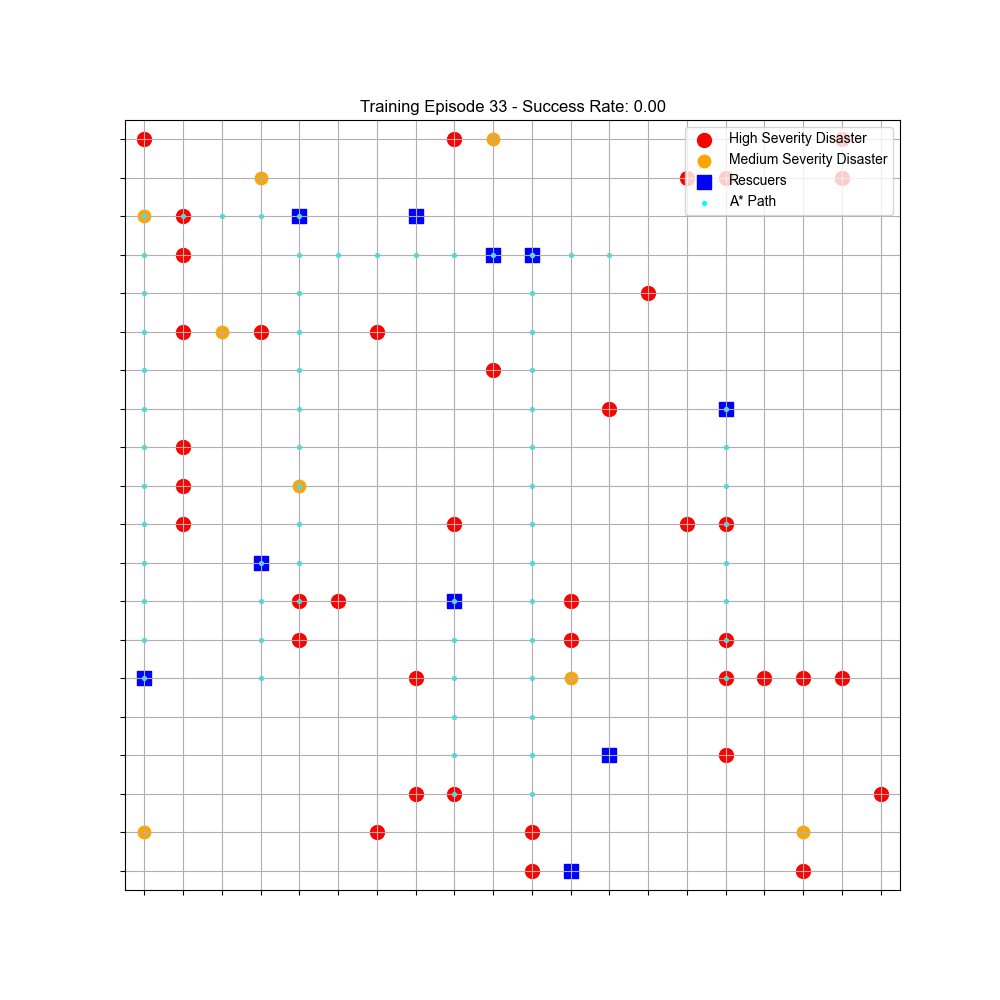 Training Episode 33 - Success Rate: 0.00
High Severity Disaster
Medium Severity Disaster
Rescuers
A* Path